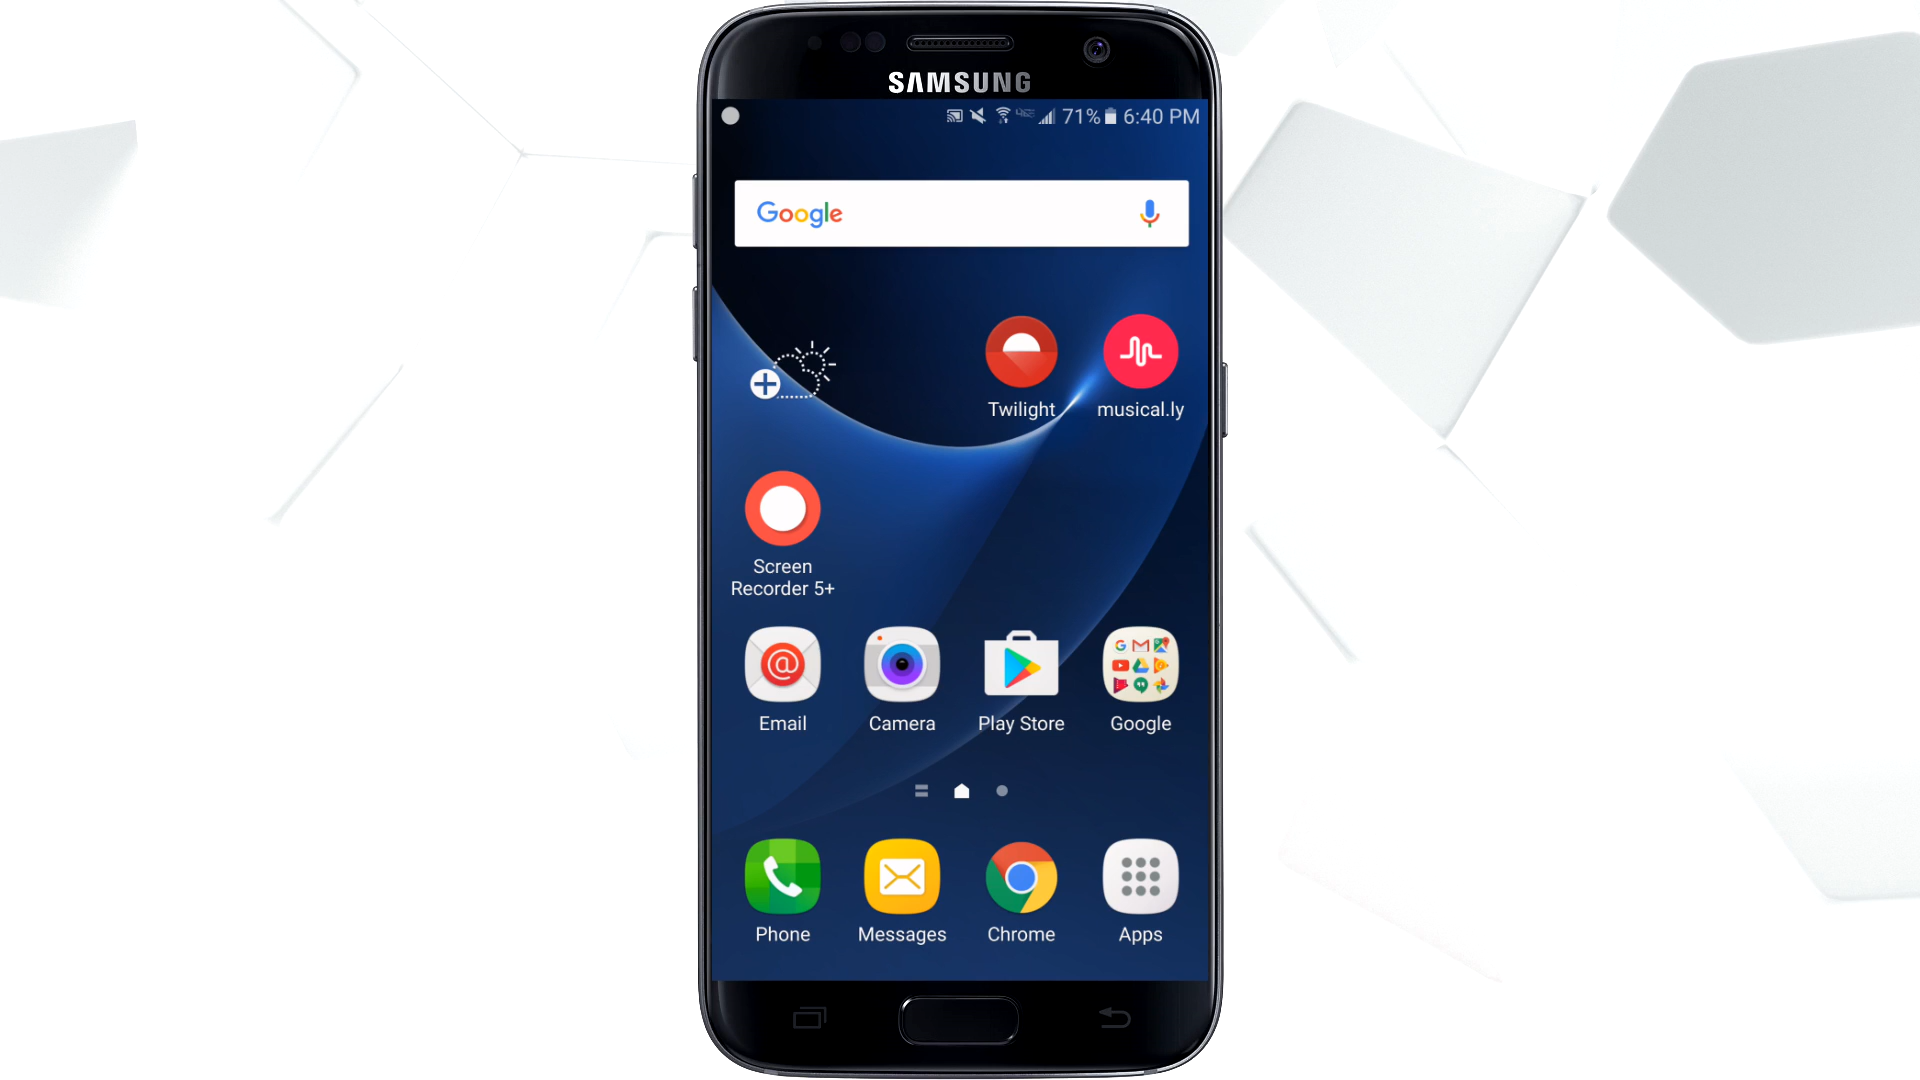 SAMSUNG
71% 6:40 PM
Google
Twilight
musical.ly
Screen
Recorder 5+
Email
Camera
Play Store
Google
Phone
Messages
Chrome
Apps